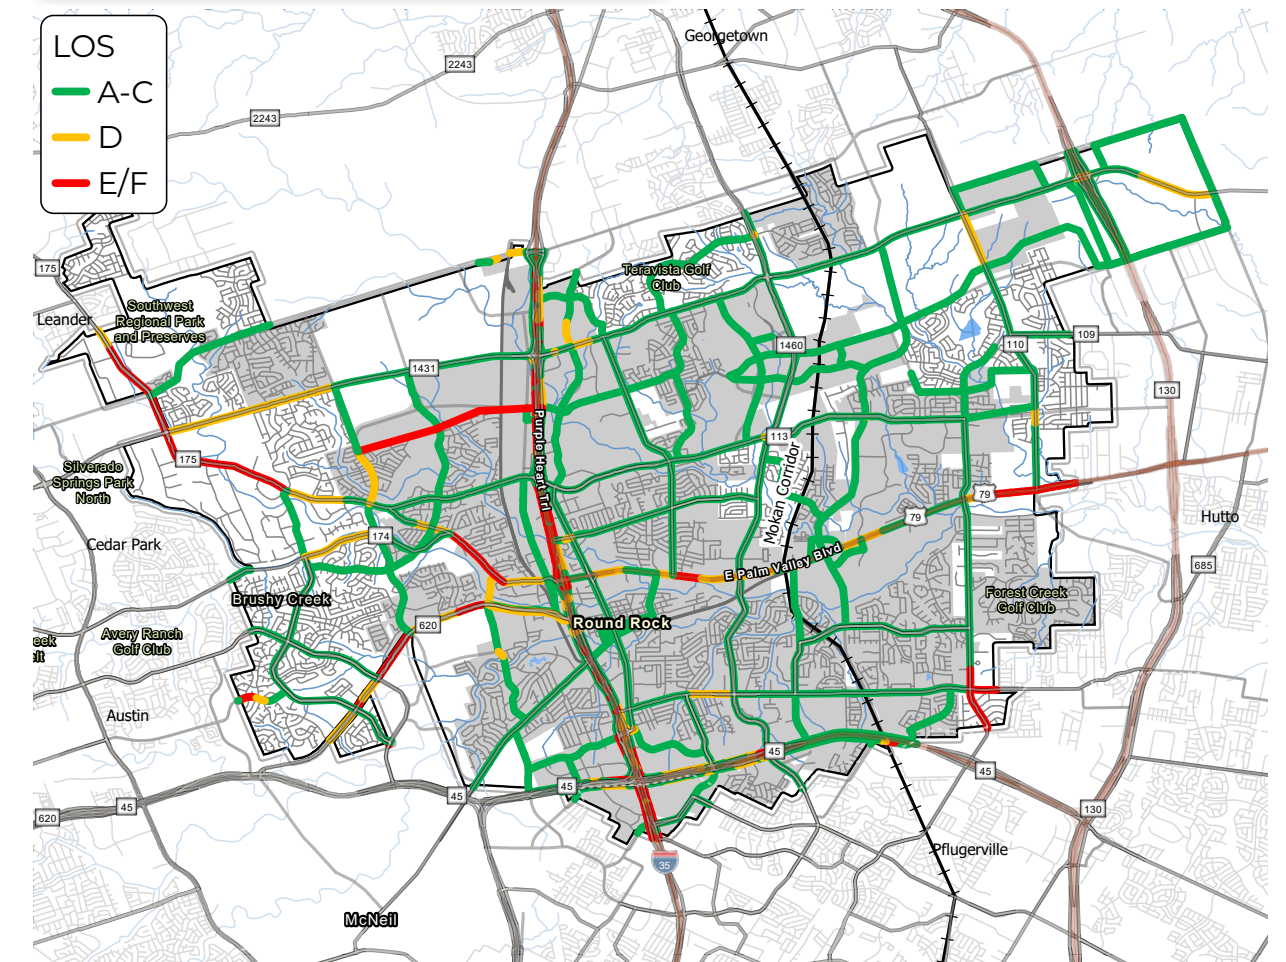 LOS
A-C
D
E/F
Georgetown
2243
2243
175
Leander
Southwest
Regional Park
and Preserves
Teravista Golf
Club
1431
1460
110
109
130
Purple Heart Trl
113
Mokan Corridor
175
Silverado
Springs Park
North
79
79
Hutto
Cedar Park
174
E Palm Valley Blvd
685
Brushy Creek
Forest Creek
Golf Club
620
Round Rock
eek
elt
Avery Ranch
Golf Club
Austin
45
45
45
45
45
620
130
35
Pflugerville
McNeil